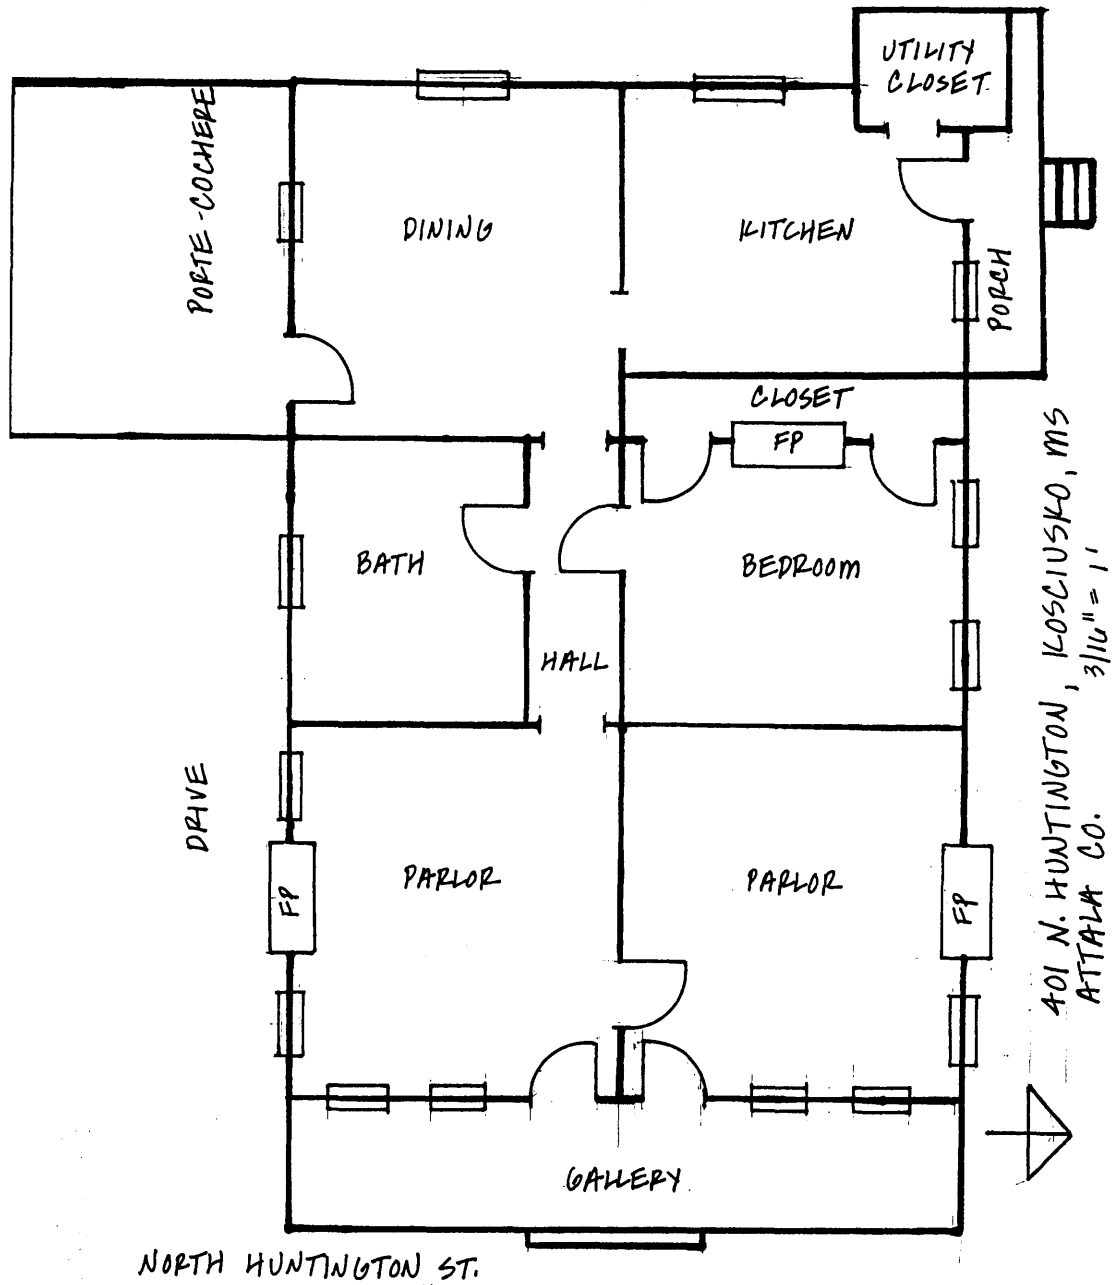 UTILITY
CLOSET
PORTE-COCHERE
DINING
KITCHEN
PORCH
CLOSET
FP
BATH
BEDROOM
HALL
DRIVE
PARLOR
PARLOR
FP
FP
GALLERY
NORTH HUNTINGTON ST.
401 N. HUNTINGTON, KOSCIUSKO, MS
ATTALA CO. 3/16" = 1'